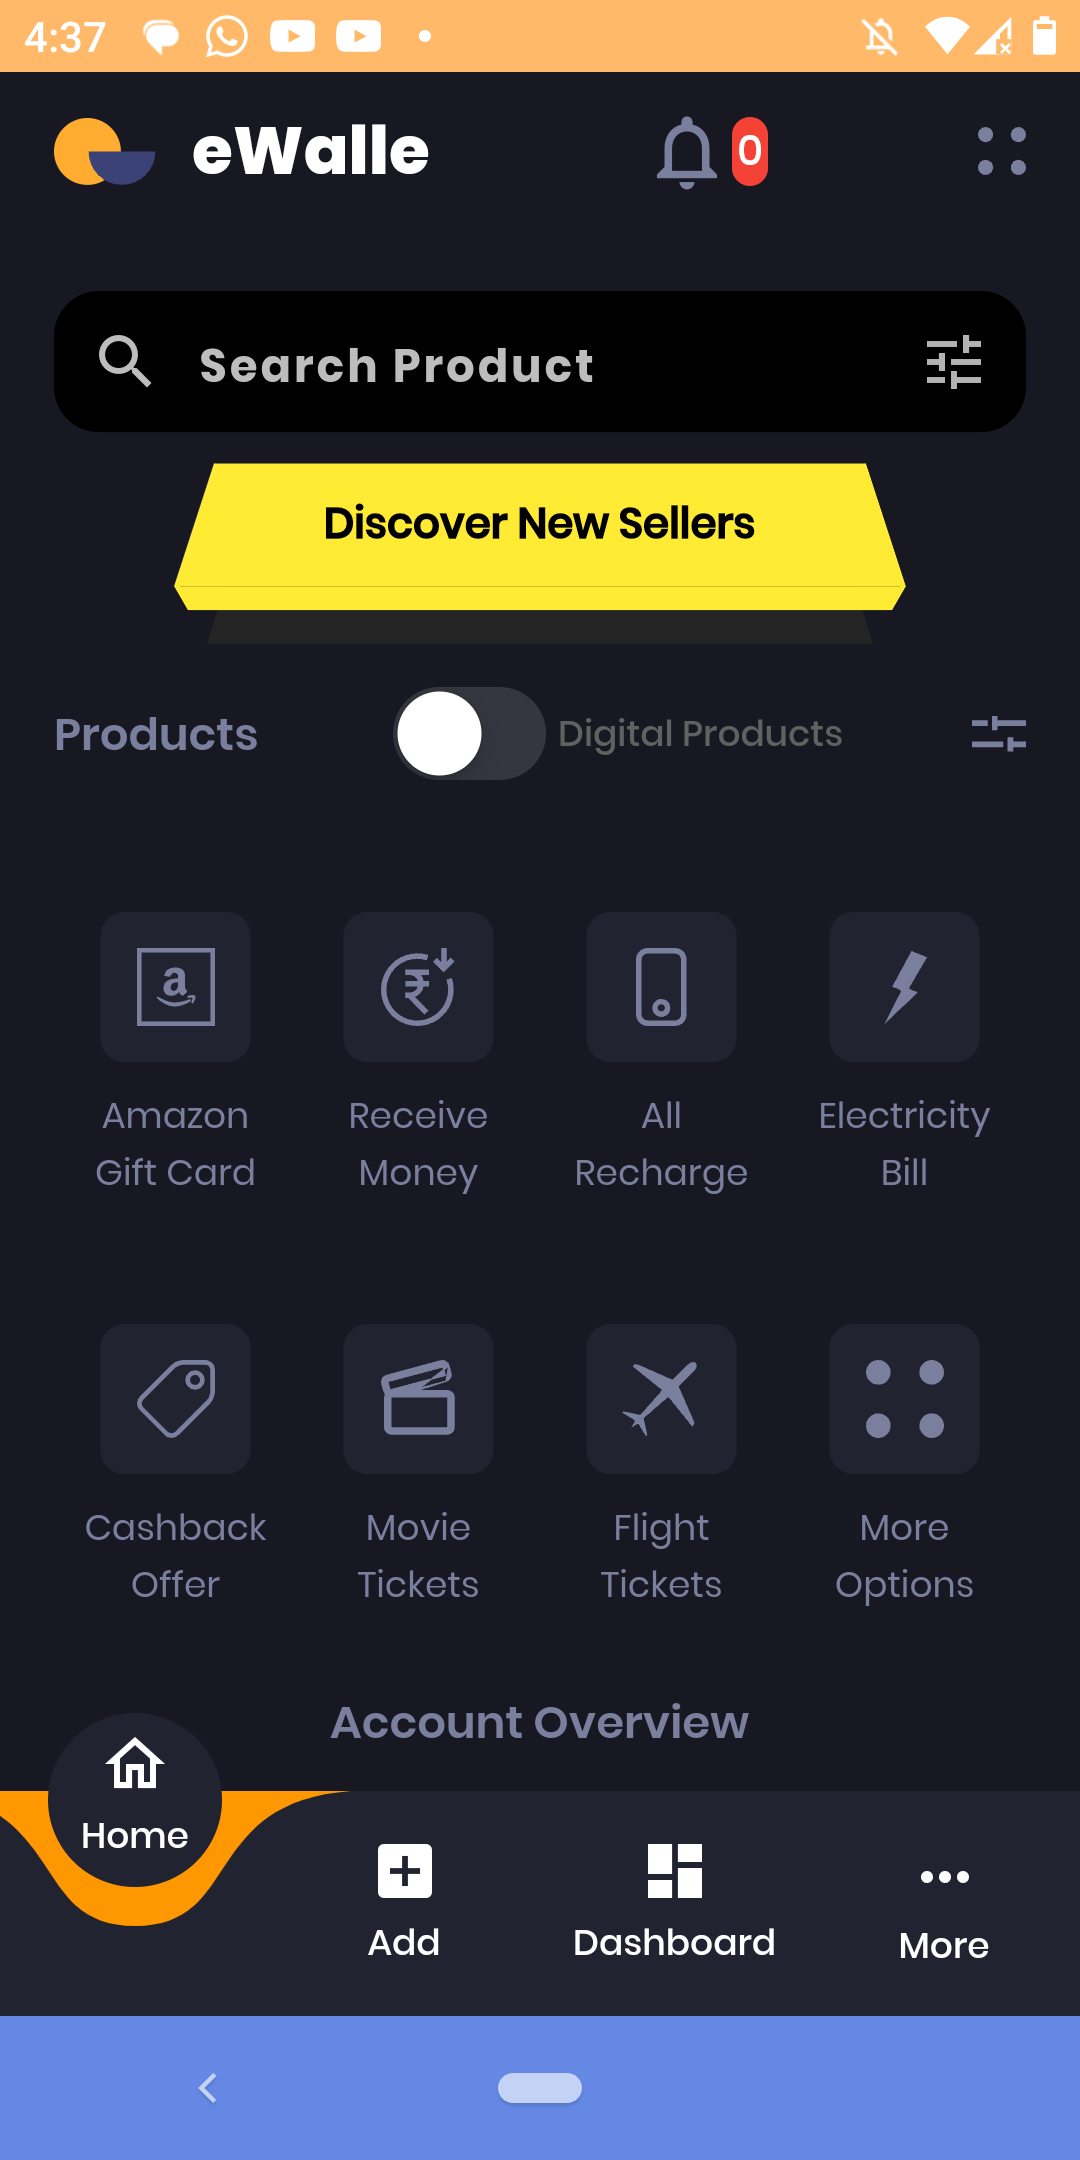 4:37
eWalle
0
Search Product
Discover New Sellers
Products
Digital Products
a
Amazon
Gift Card
Receive
Money
All
Recharge
Electricity
Bill
Cashback
Offer
Movie
Tickets
Flight
Tickets
More
Options
Account Overview
Home
Add
Dashboard
More